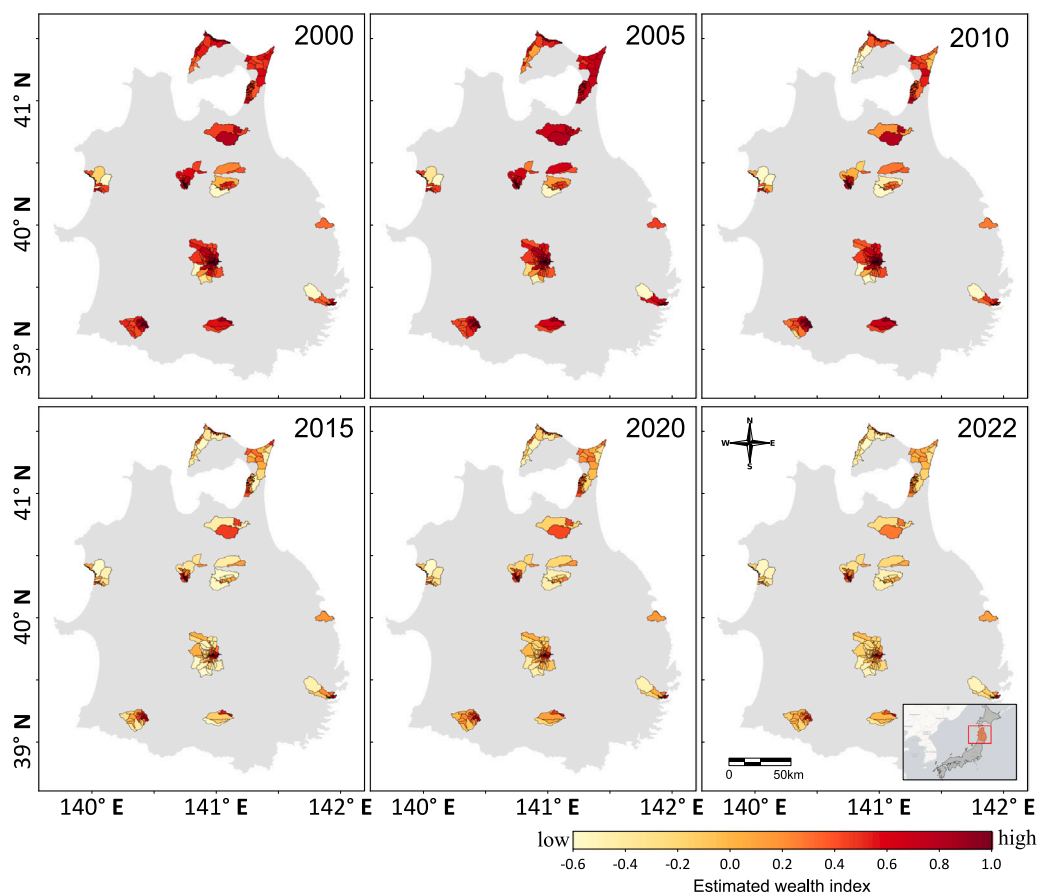 2000
2005
2010
41° N
40° N
39° N
2015
2020
2022
N
W E
S
41° N
40° N
39° N
0 50km
140° E 141° E 142° E 140° E 141° E 142° E 140° E 141° E 142° E
low high
-0.6 -0.4 -0.2 0.0 0.2 0.4 0.6 0.8 1.0
Estimated wealth index